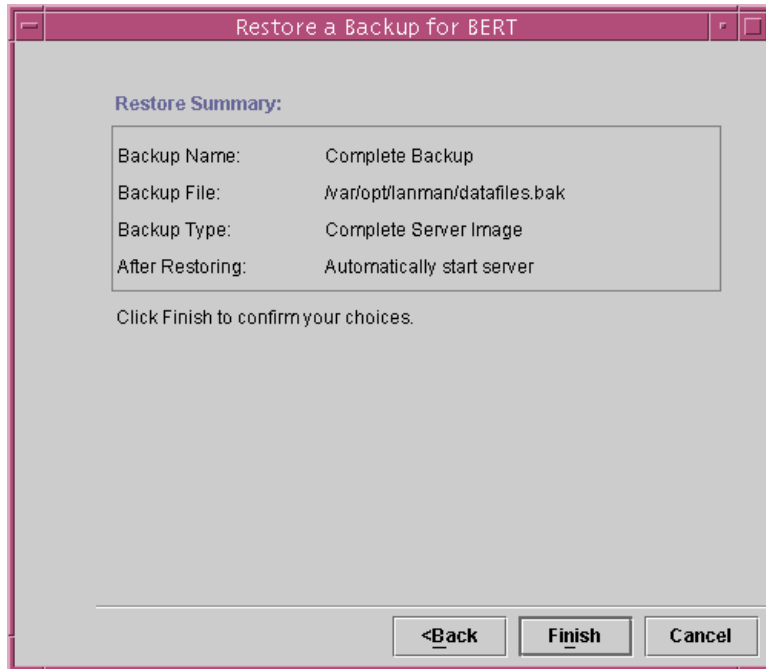 Restore a Backup for BERT
Restore Summary:
Backup Name: Complete Backup
Backup File: /var/opt/lanman/datafiles.bak
Backup Type: Complete Server Image
After Restoring: Automatically start server
Click Finish to confirm your choices.
<Back Finish Cancel